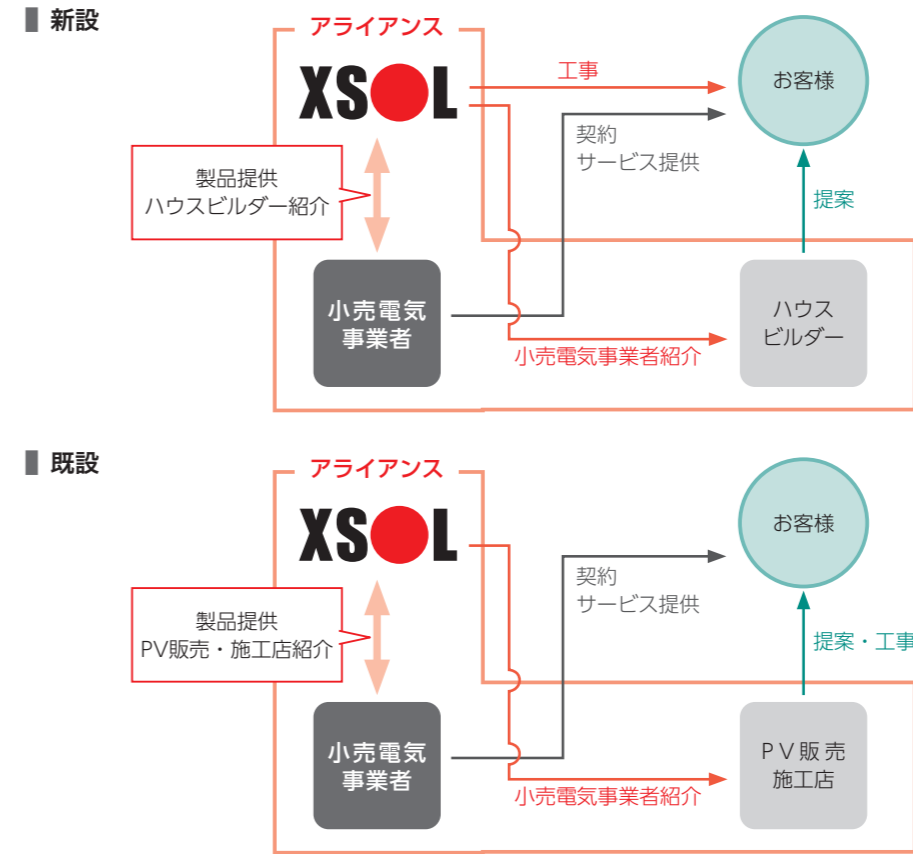 新設
アライアンス
XSOL
工事
お客様
契約
サービス提供
製品提供
ハウスビルダー紹介
提案
小売電気
事業者
ハウス
ビルダー
小売電気事業者紹介
既設
アライアンス
XSOL
お客様
契約
サービス提供
製品提供
PV販売・施工店紹介
提案・工事
小売電気
事業者
PV販売
施工店
小売電気事業者紹介